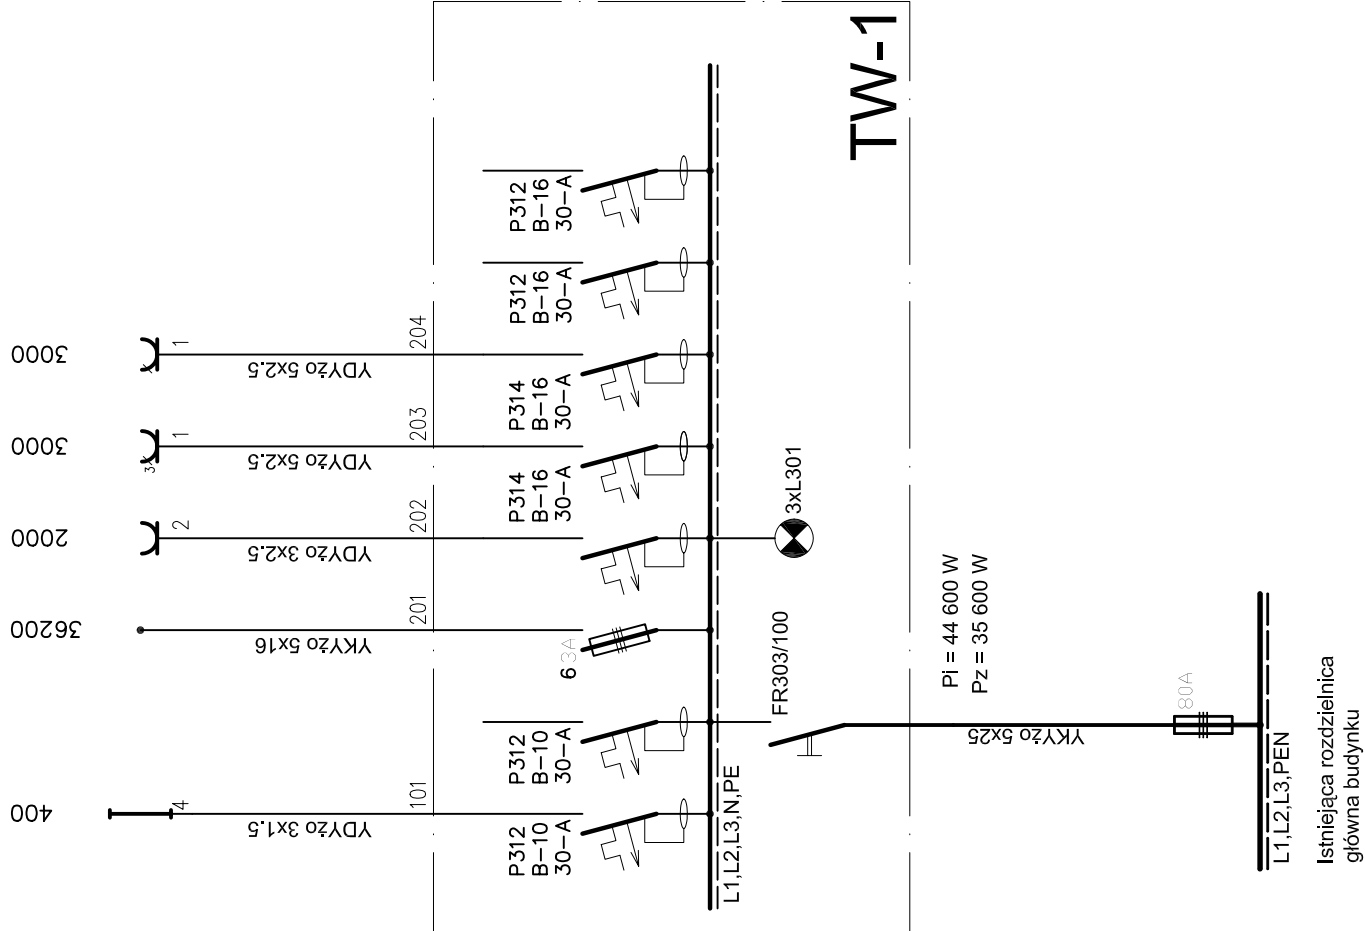 TW-1
3000
1
YDYżo 5x2.5
204
3000
3
1
YDYżo 5x2.5
203
2000
2
YDYżo 3x2.5
202
36200
YKYżo 5x16
201
400
4
YDYżo 3x1.5
101
P312
B-16
30-A
P312
B-16
30-A
P314
B-16
30-A
P314
B-16
30-A
63A
P312
B-10
30-A
P312
B-10
30-A
L1,L2,L3,N,PE
3xL301
FR303/100
Pi = 44 600 W
Pz = 35 600 W
YKYżo 5x25
80A
L1,L2,L3,PEN
Istniejąca rozdzielnica
główna budynku